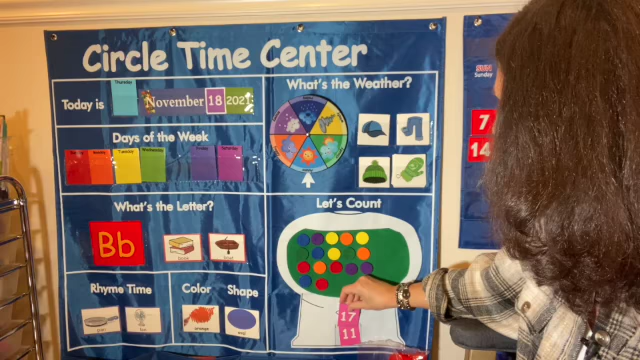 Circle Time Center
Thursday
Today is November 18 2021
What's the Weather?
Days of the Week
Tuesday
What's the Letter?
Bb
Let's Count
Rhyme Time
Color Shape
17
11
SUN
Sunday
7
14